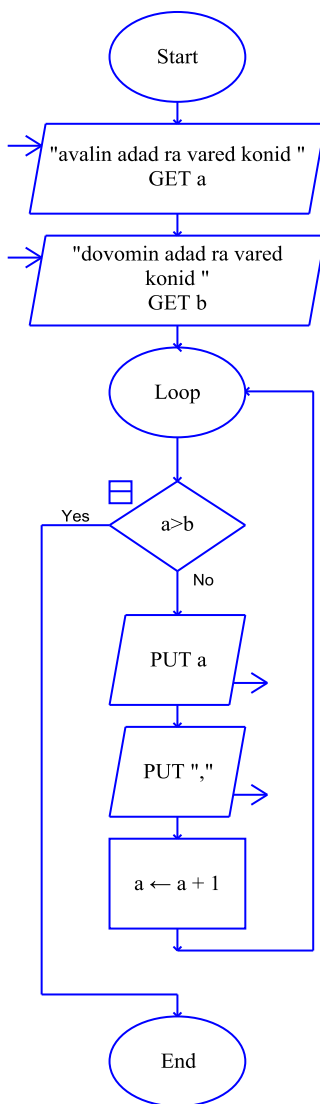 Start
"avalin adad ra vared konid "
GET a
"dovomin adad ra vared
konid "
GET b
Loop
a>b
Yes
No
PUT a
PUT ","
a ← a + 1
End